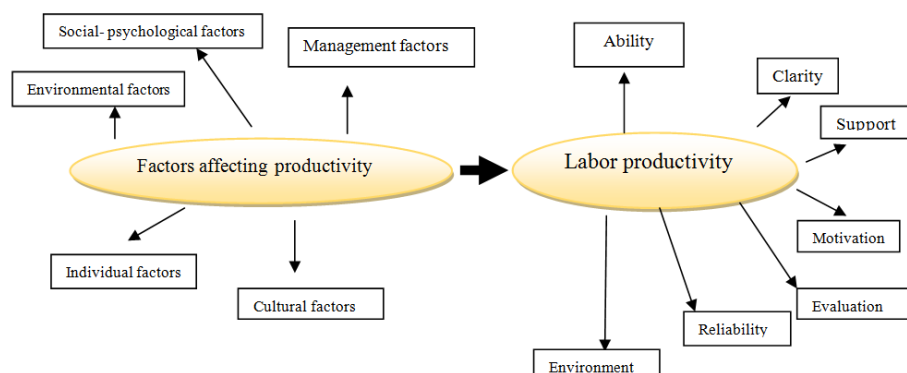 Social- psychological factors
Management factors
Ability
Environmental factors
Clarity
Support
Factors affecting productivity
Labor productivity
Motivation
Individual factors
Cultural factors
Evaluation
Reliability
Environment